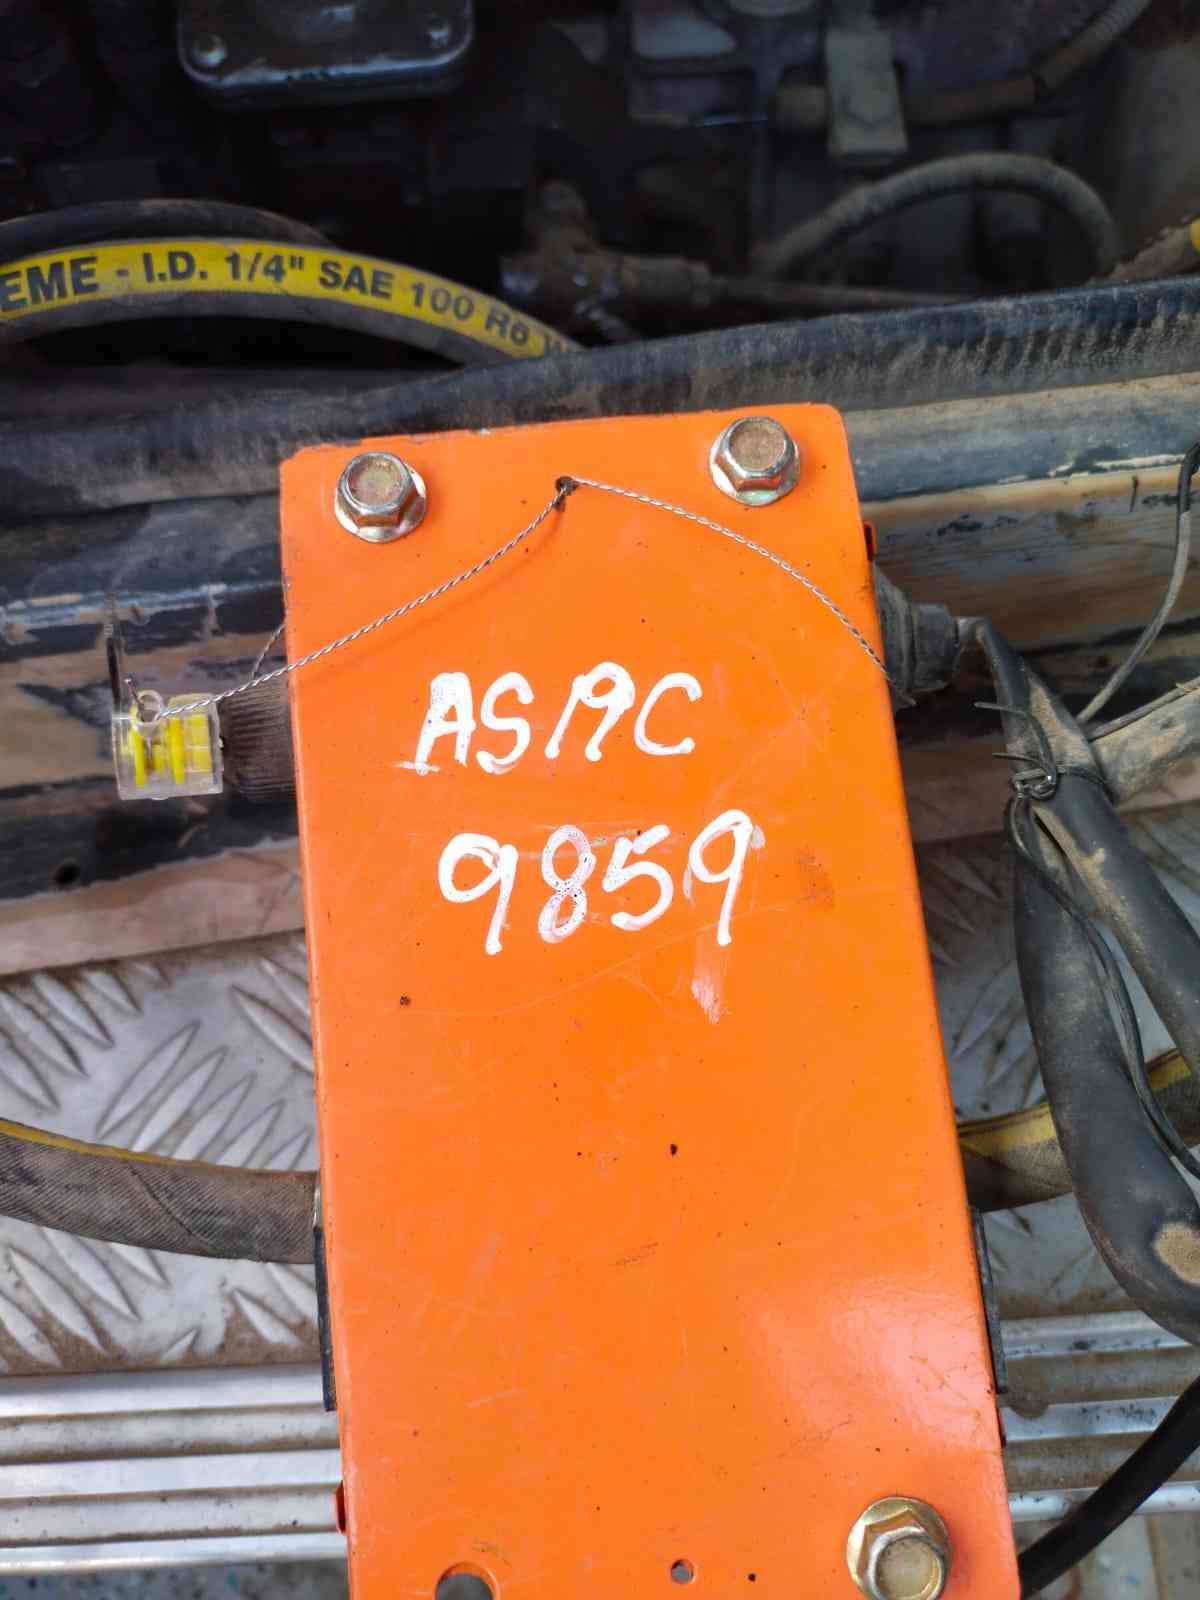 EME - I.D. 1/4" SAE 100 R6
AS19C
9859